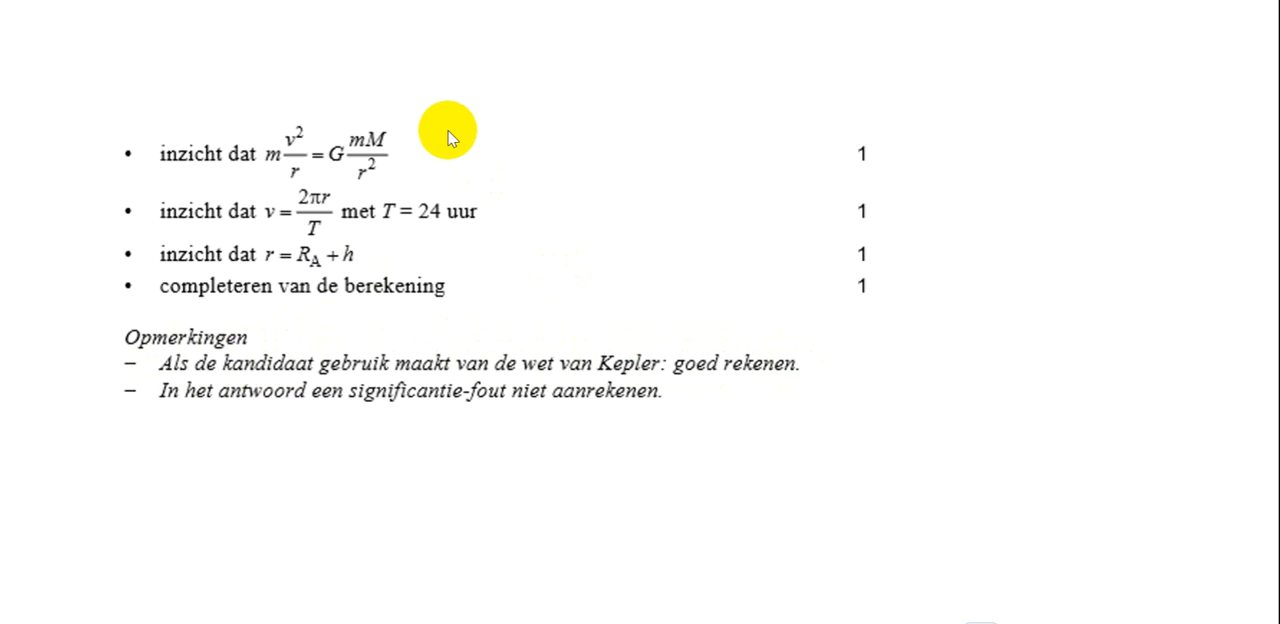 • inzicht dat m v²/r = G mM/r² 1
• inzicht dat v = 2πr/T met T = 24 uur 1
• inzicht dat r = R_A + h 1
• completeren van de berekening 1
Opmerkingen
– Als de kandidaat gebruik maakt van de wet van Kepler: goed rekenen.
– In het antwoord een significantie-fout niet aanrekenen.